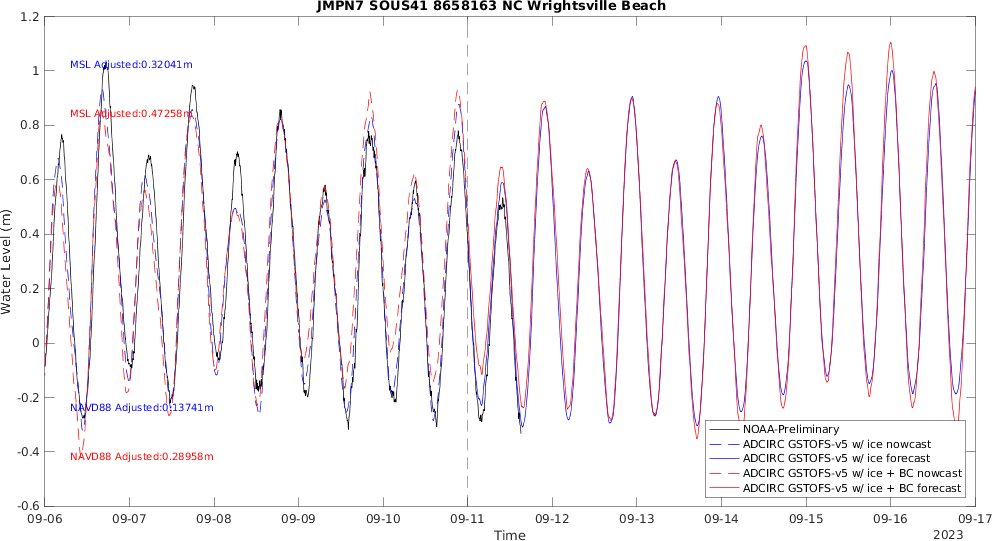 JMPN7 SOUS41 8658163 NC Wrightsville Beach
1.2
1
0.8
0.6
0.4
0.2
0
-0.2
-0.4
-0.6
Water Level (m)
MSL Adjusted:0.32041m
MSL Adjusted:0.47258m
NAVD88 Adjusted:0.13741m
NAVD88 Adjusted:0.28958m
NOAA-Preliminary
ADCIRC GSTOFS-v5 w/ ice nowcast
ADCIRC GSTOFS-v5 w/ ice forecast
ADCIRC GSTOFS-v5 w/ ice + BC nowcast
ADCIRC GSTOFS-v5 w/ ice + BC forecast
09-06 09-07 09-08 09-09 09-10 09-11 09-12 09-13 09-14 09-15 09-16 09-17
Time
2023